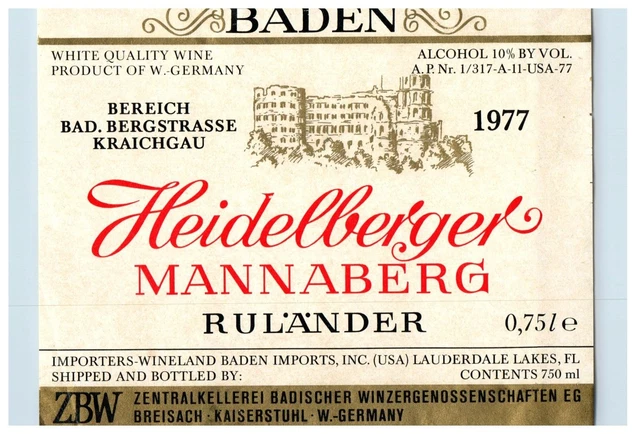 BADEN
WHITE QUALITY WINE
PRODUCT OF W.-GERMANY
ALCOHOL 10% BY VOL.
A. P. Nr. 1/317-A-11-USA-77
BEREICH
BAD. BERGSTRASSE
KRAICHGAU
1977
Heidelberger
MANNABERG
RULÄNDER
0,75 l e
IMPORTERS-WINELAND BADEN IMPORTS, INC. (USA) LAUDERDALE LAKES, FL
SHIPPED AND BOTTLED BY:
CONTENTS 750 ml
ZBW
ZENTRALKELLEREI BADISCHER WINZERGENOSSENSCHAFTEN EG
BREISACH · KAISERSTUHL · W.-GERMANY